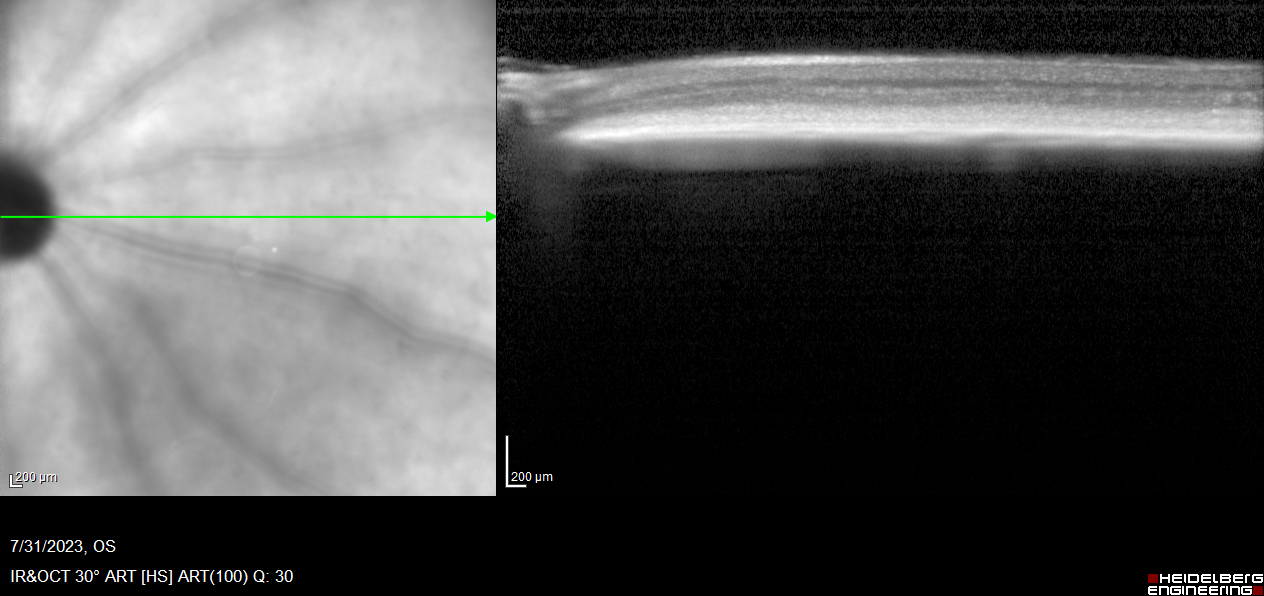 200 µm
200 µm
7/31/2023, OS
IR&OCT 30° ART [HS] ART(100) Q: 30
HEIDELBERG
ENGINEERING